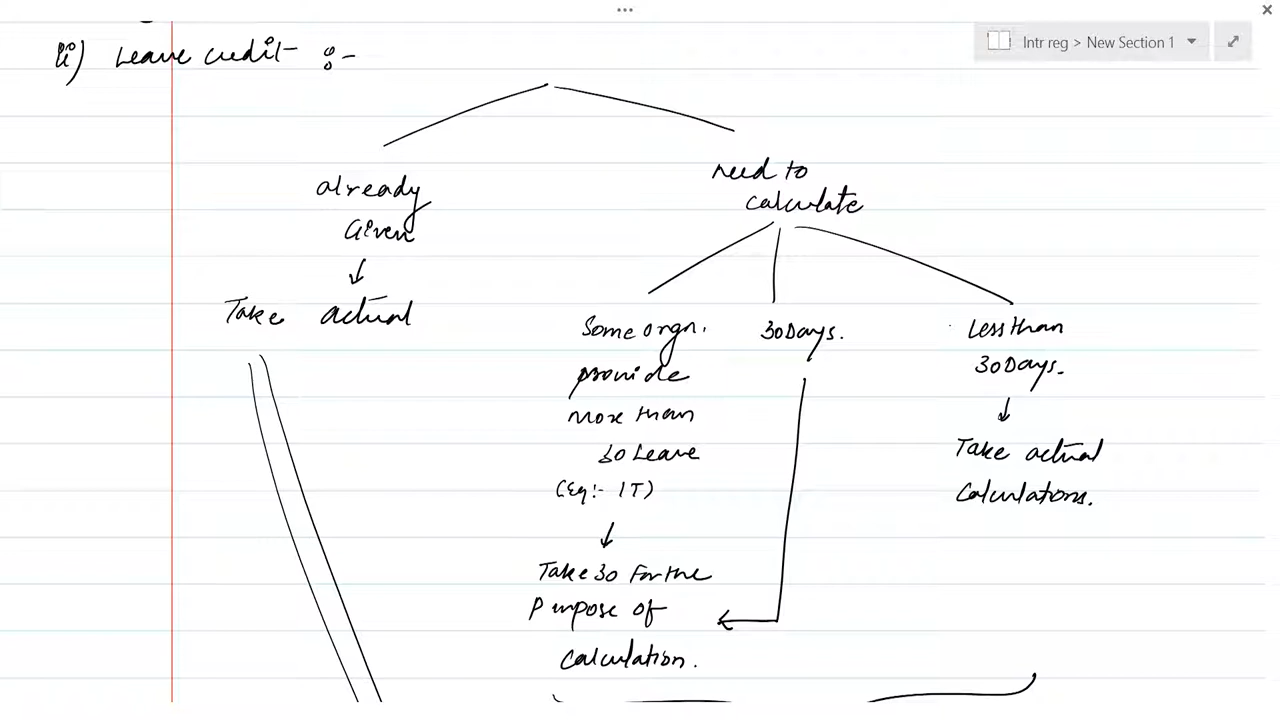 ...
Intr reg > New Section 1
ii) Leave credit :-
already
Given
Take actual
need to
calculate
Some orgn.
provide
more than
30 Leave
(Eg:- IT)
Take 30 For the
Purpose of
calculation.
30 Days.
Less than
30 Days.
Take actual
Calculations.